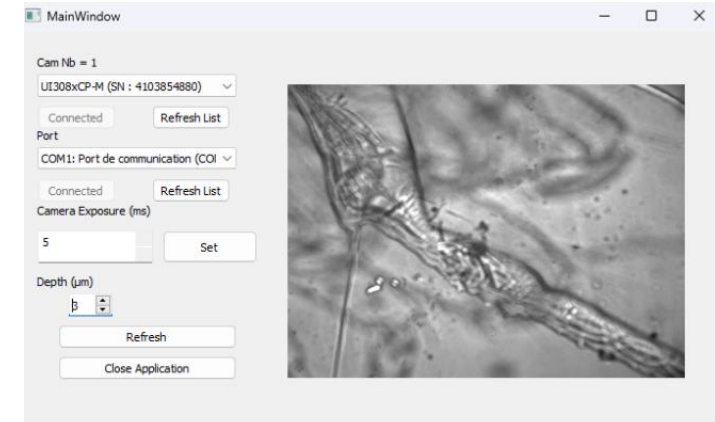 MainWindow
Cam Nb = 1
UI308xCP-M (SN : 4103854880)
Connected Refresh List
Port
COM1: Port de communication (COI
Connected Refresh List
Camera Exposure (ms)
5 Set
Depth (µm)
3
Refresh
Close Application